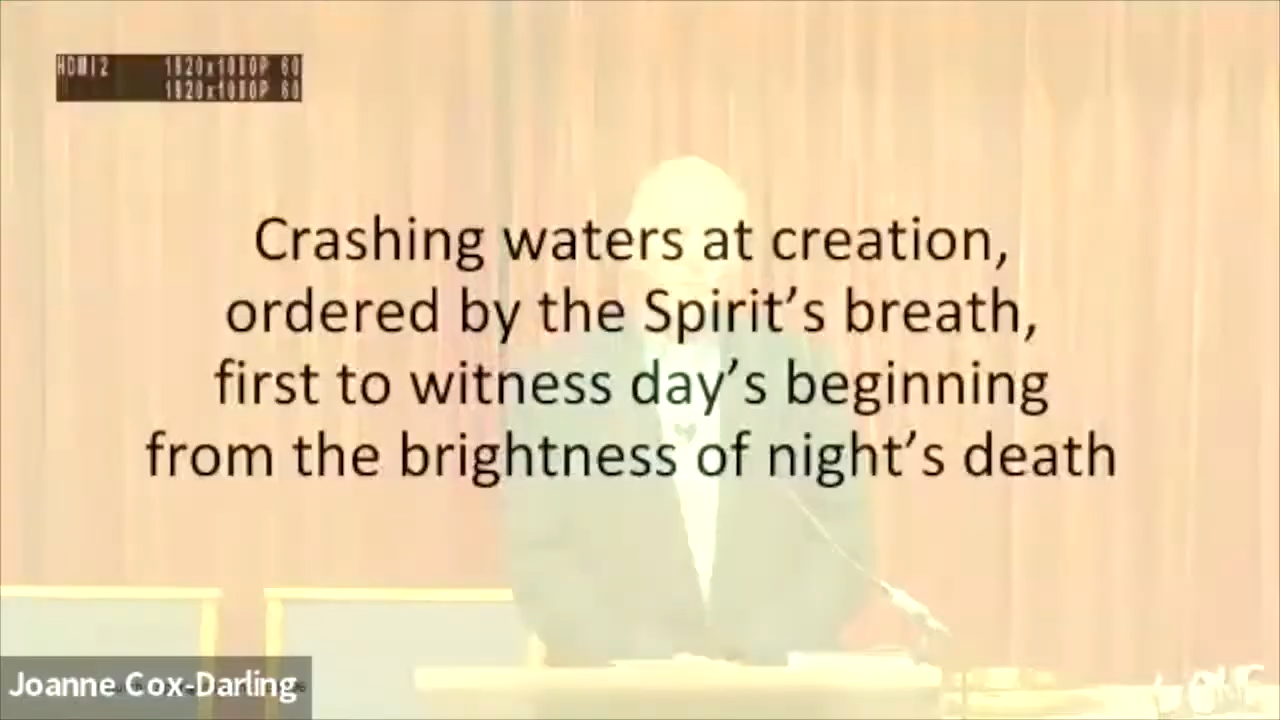 HDMI2 1920x1080P 60
1920x1080P 60
Crashing waters at creation,
ordered by the Spirit’s breath,
first to witness day’s beginning
from the brightness of night’s death
Joanne Cox-Darling